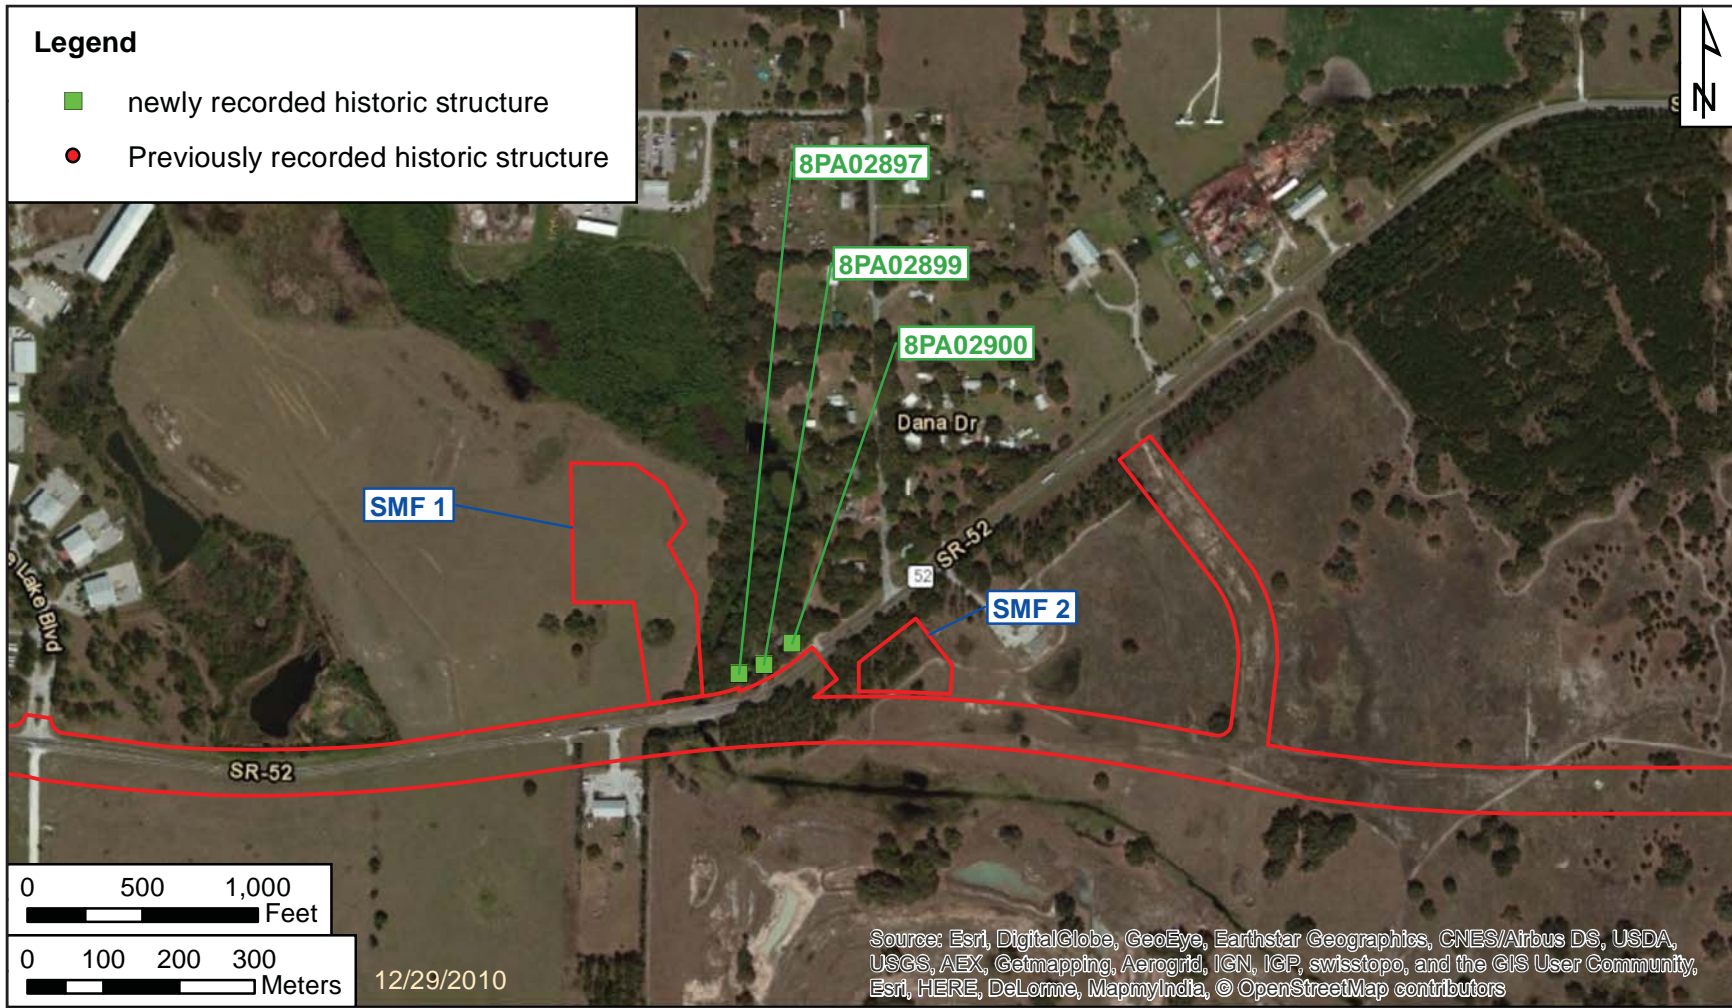 Legend
newly recorded historic structure
Previously recorded historic structure
N
S
8PA02897
8PA02899
8PA02900
Dana Dr
SMF 1
SR-52
52
SMF 2
e Lake Blvd
SR-52
0 500 1,000
Feet
0 100 200 300
Meters
12/29/2010
Source: Esri, DigitalGlobe, GeoEye, Earthstar Geographics, CNES/Airbus DS, USDA,
USGS, AEX, Getmapping, Aerogrid, IGN, IGP, swisstopo, and the GIS User Community,
Esri, HERE, DeLorme, MapmyIndia, © OpenStreetMap contributors